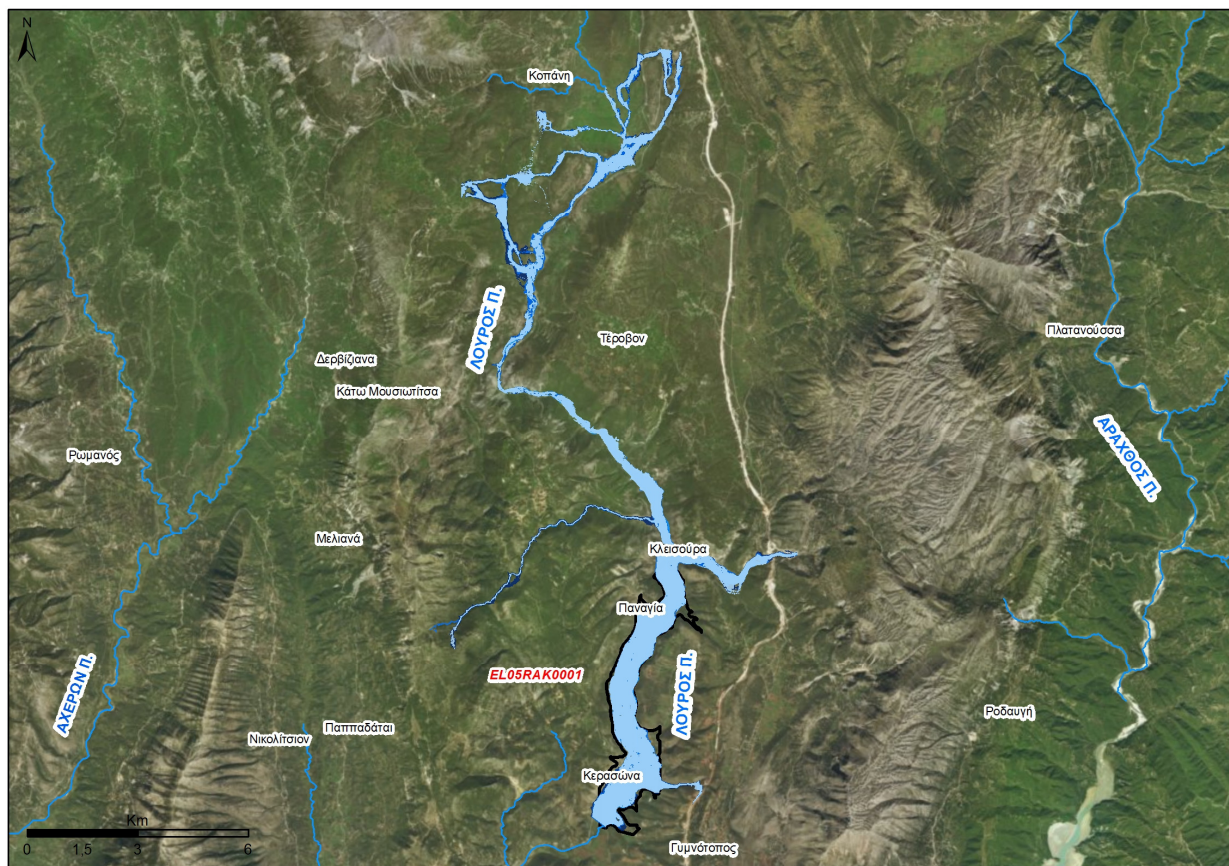 N
Κοπάνη
Πλατανούσσα
ΛΟΥΡΟΣ Π.
Τέροβον
Δερβίζιανα
Κάτω Μουσιωτίτσα
Ρωμανός
ΑΡΑΧΘΟΣ Π.
Μελιανά
Κλεισούρα
Παναγία
EL05RAK0001
ΛΟΥΡΟΣ Π.
ΑΧΕΡΩΝ Π.
Ροδαυγή
Παππαδάται
Νικολίτσιον
Κερασώνα
Km
0 1,5 3 6
Γυμνότοπος